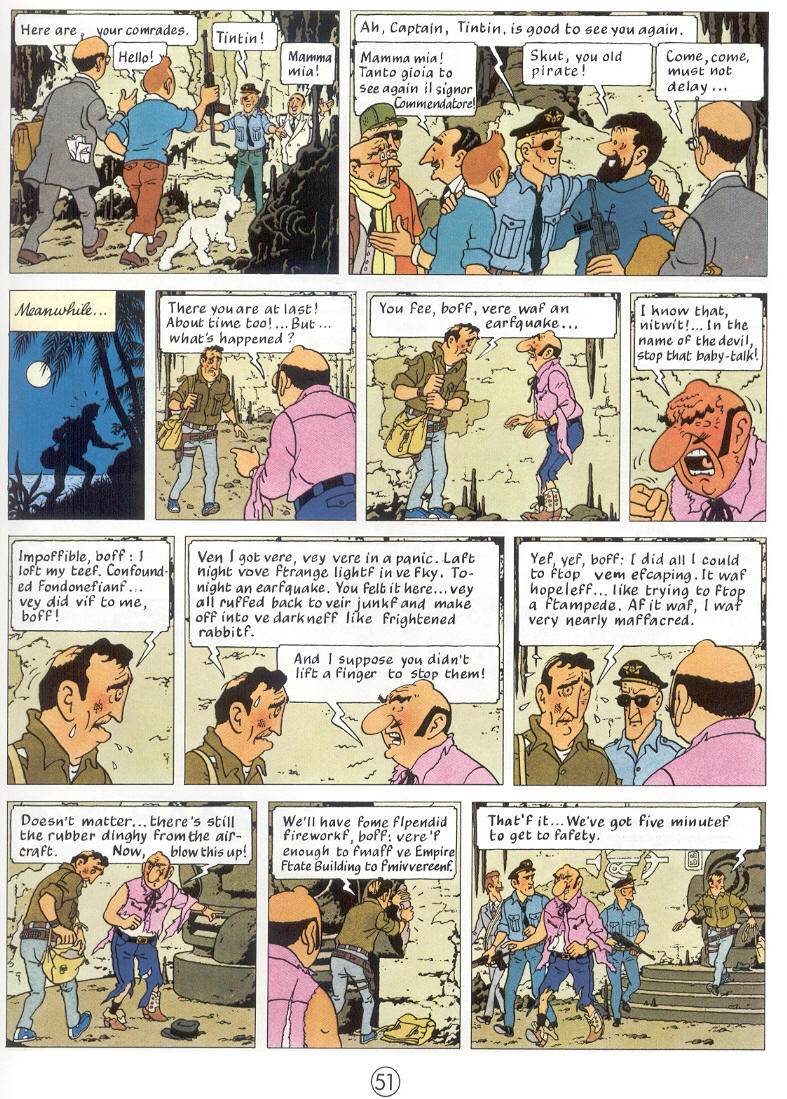 Here are your comrades.
Hello!
Tintin!
Mamma
mia!
Ah, Captain, Tintin, is good to see you again.
Mamma mia!
Tanto gioia to
see again il signor
Commendatore!
Skut, you old
pirate!
Come, come,
must not
delay...
Meanwhile...
There you are at last!
About time too!... But...
what's happened?
You fee, boff, vere waf an
earfquake...
I know that,
nitwit!... In the
name of the devil,
stop that baby-talk!
Impoffible, boff: I
loft my teef. Confound-
ed Fondonefianf...
vey did vif to me,
boff!
Ven I got vere, vey vere in a panic. Laft
night vove ftrange lightf in ve fky. To-
night an earfquake. You felt it here... vey
all ruffed back to veir junkf and make
off into ve darkneff like frightened
rabbitf.
And I suppose you didn't
lift a finger to stop them!
Yef, yef, boff: I did all I could
to ftop vem efcaping. It waf
hopeleff... like trying to ftop
a ftampede. Af it waf, I waf
very nearly maffacred.
Doesn't matter... there's still
the rubber dinghy from the air-
craft. Now, blow this up!
We'll have fome flpendid
fireworkf, boff: vere'f
enough to fmaff ve Empire
Ftate Building to fmivvereenf.
That'f it... We've got five minutef
to get to fafety.
51